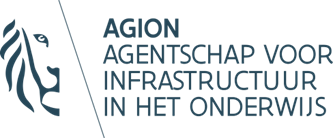 AGION
AGENTSCHAP VOOR
INFRASTRUCTUUR
IN HET ONDERWIJS